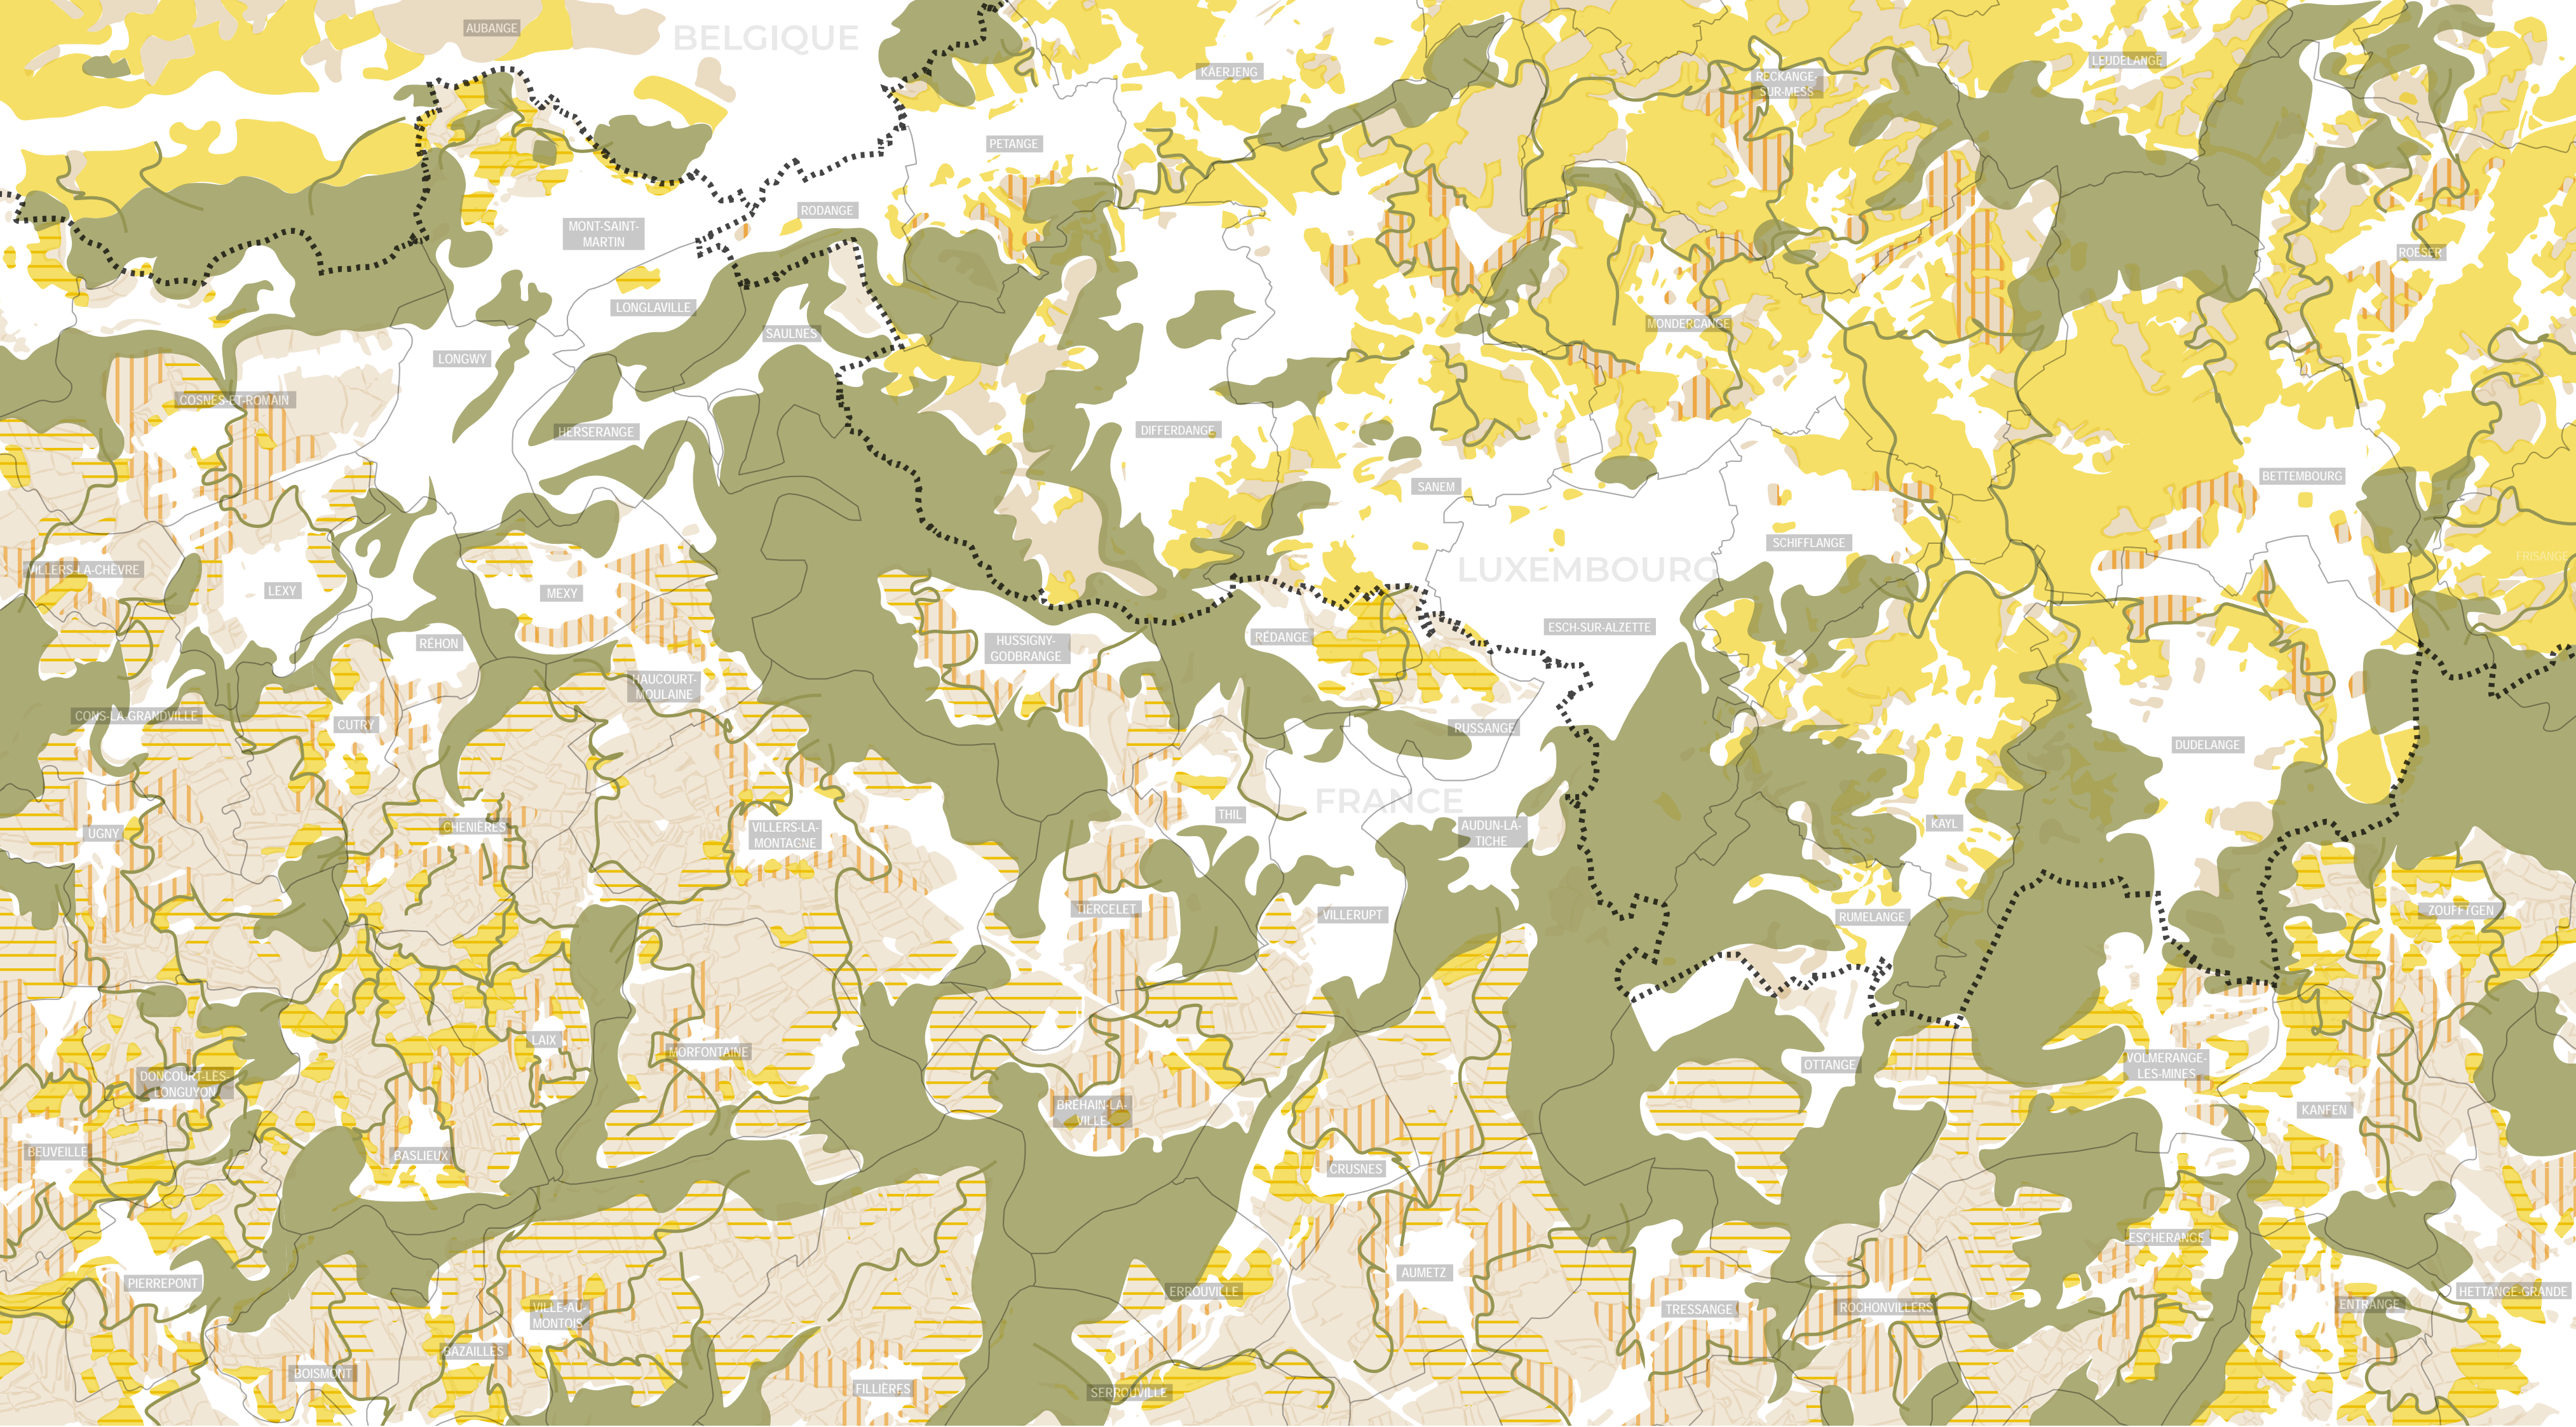 AUBANGE
BELGIQUE
KAERJENG
RECKANGE-
SUR-MESS
LEUDELANGE
PETANGE
RODANGE
MONT-SAINT-
MARTIN
ROESER
LONGLAVILLE
SAULNES
MONDERCANGE
LONGWY
COSNES-ET-ROMAIN
HERSERANGE
DIFFERDANGE
SANEM
BETTEMBOURG
SCHIFFLANGE
FRISANGE
VILLERS-LA-CHÈVRE
LEXY
MEXY
LUXEMBOURG
ESCH-SUR-ALZETTE
RÉHON
HUSSIGNY-
GODBRANGE
RÉDANGE
HAUCOURT-
MOULAINE
CONS-LA-GRANDVILLE
CUTRY
RUSSANGE
DUDELANGE
FRANCE
UGNY
CHENIÈRES
VILLERS-LA-
MONTAGNE
THIL
AUDUN-LA-
TICHE
KAYL
TIERCELET
VILLERUPT
RUMELANGE
ZOUFFTGEN
LAIX
MORFONTAINE
OTTANGE
VOLMERANGE-
LES-MINES
DONCOURT-LÈS-
LONGUYON
BRÉHAIN-LA-
VILLE
KANFEN
BEUVEILLE
BASLIEUX
CRUSNES
ESCHERANGE
PIERREPONT
AUMETZ
ERROUVILLE
HETTANGE-GRANDE
VILLE-AU-
MONTOIS
TRESSANGE
ROCHONVILLERS
ENTRANGE
BAZAILLES
BOISMONT
FILLIÈRES
SERROUVILLE